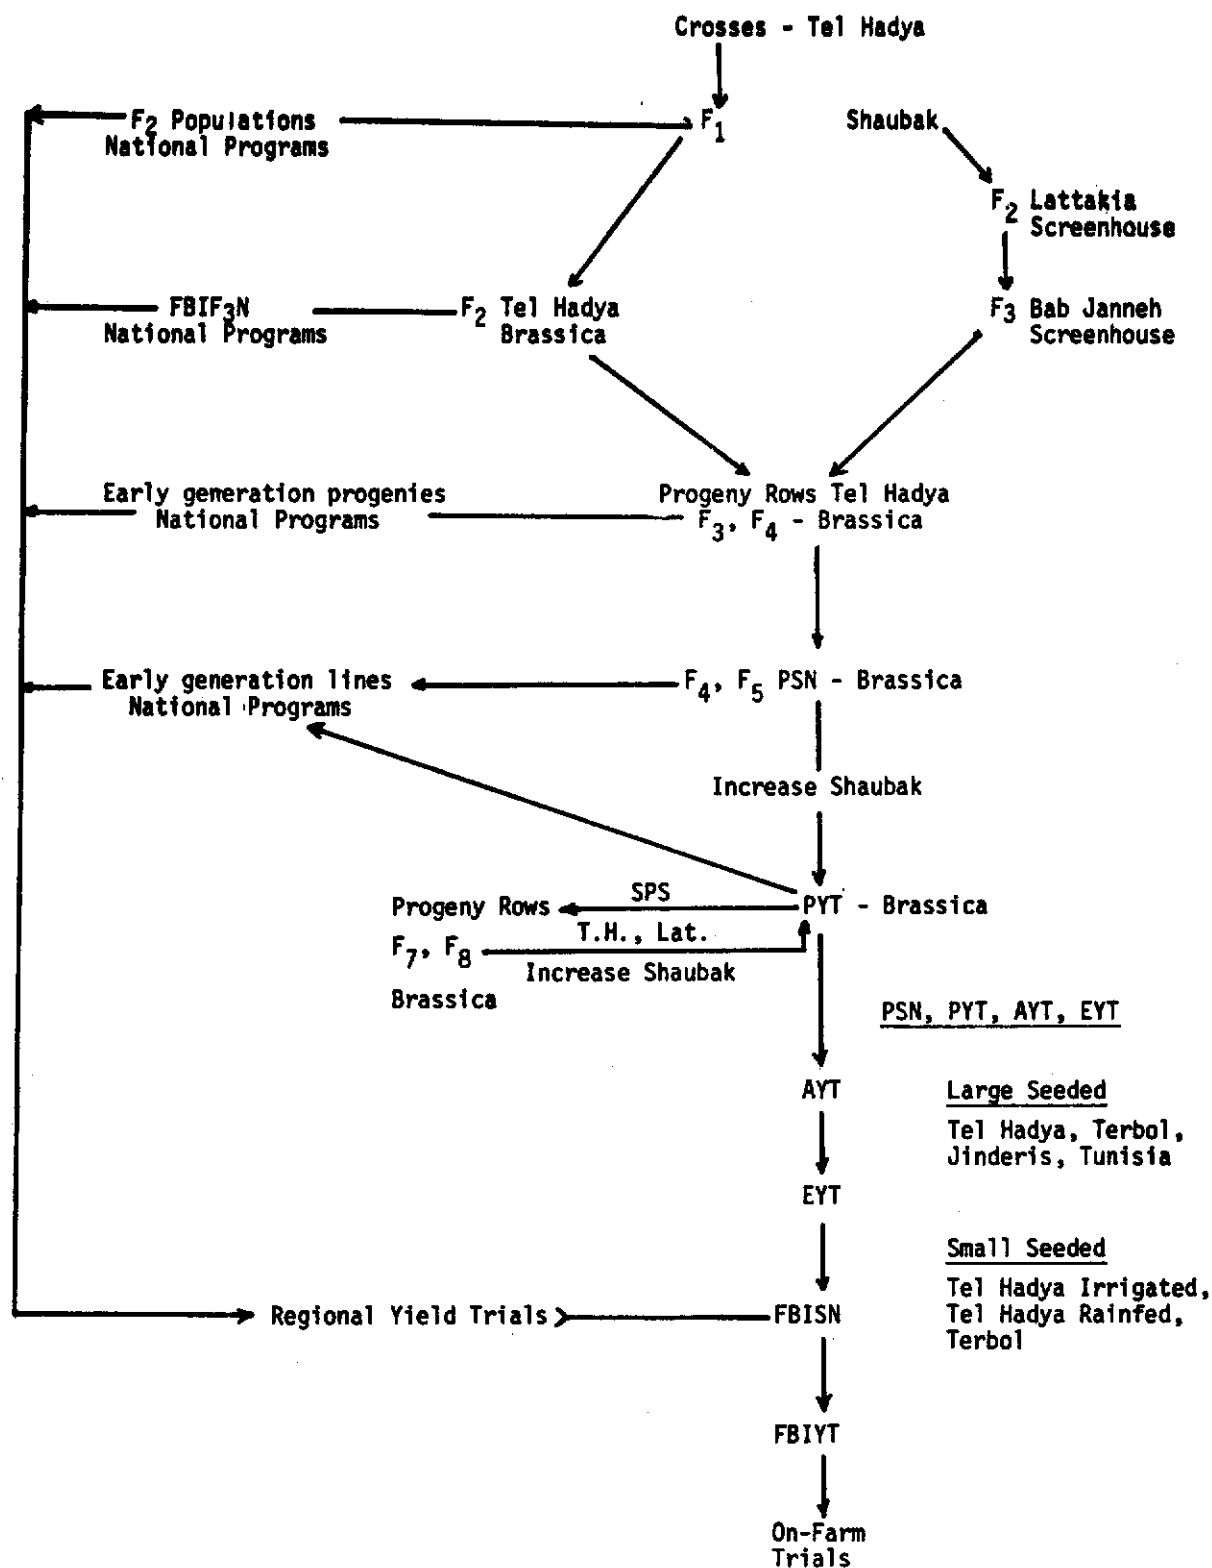 Crosses - Tel Hadya
F2 Populations
National Programs
F1
Shaubak
F2 Lattakia
Screenhouse
FBIF3N
National Programs
F2 Tel Hadya
Brassica
F3 Bab Janneh
Screenhouse
Early generation progenies
National Programs
Progeny Rows Tel Hadya
F3, F4 - Brassica
Early generation lines
National Programs
F4, F5 PSN - Brassica
Increase Shaubak
Progeny Rows
SPS
PYT - Brassica
F7, F8
T.H., Lat.
Increase Shaubak
Brassica
PSN, PYT, AYT, EYT
AYT
Large Seeded
Tel Hadya, Terbol,
Jinderis, Tunisia
EYT
Small Seeded
Tel Hadya Irrigated,
Tel Hadya Rainfed,
Terbol
Regional Yield Trials
FBISN
FBIYT
On-Farm
Trials